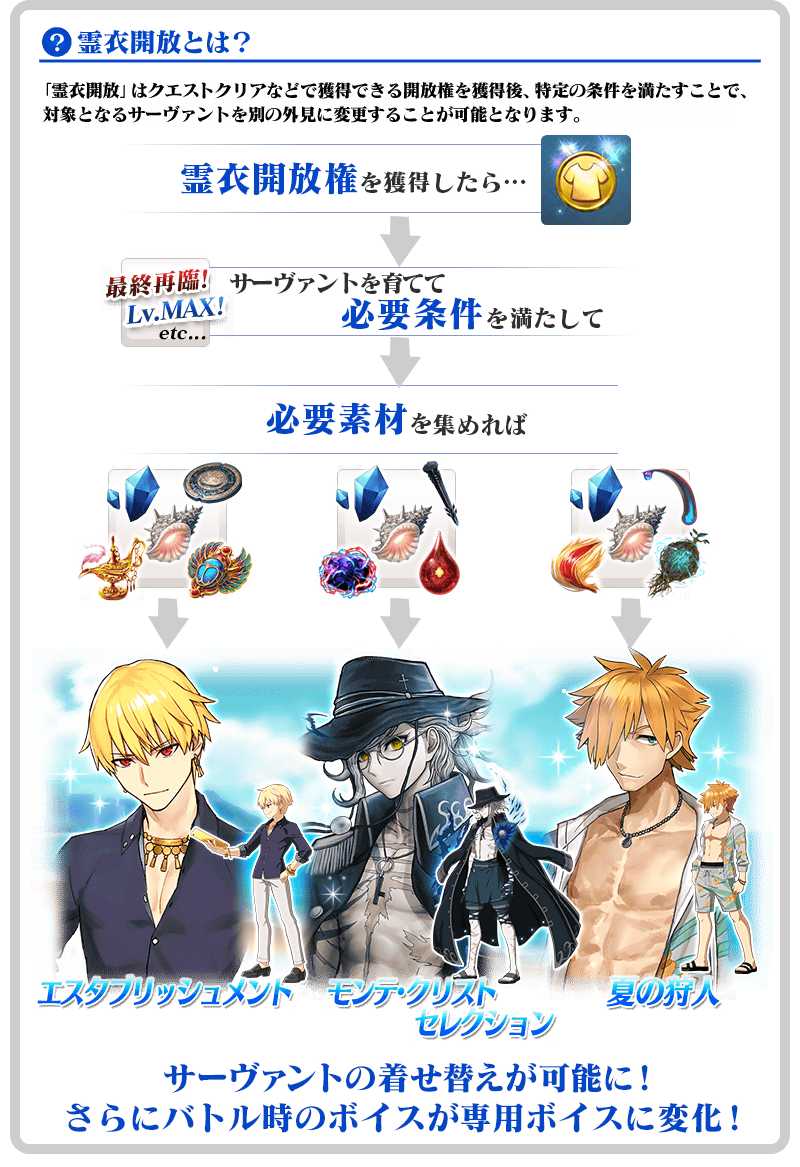 ?霊衣開放とは?
「霊衣開放」はクエストクリアなどで獲得できる開放権を獲得後、特定の条件を満たすことで、
対象となるサーヴァントを別の外見に変更することが可能となります。
霊衣開放権を獲得したら…
最終再臨!
Lv.MAX!
etc...
サーヴァントを育てて
必要条件を満たして
必要素材を集めれば
エスタブリッシュメント
モンテ・クリスト
セレクション
夏の狩人
サーヴァントの着せ替えが可能に!
さらにバトル時のボイスが専用ボイスに変化!